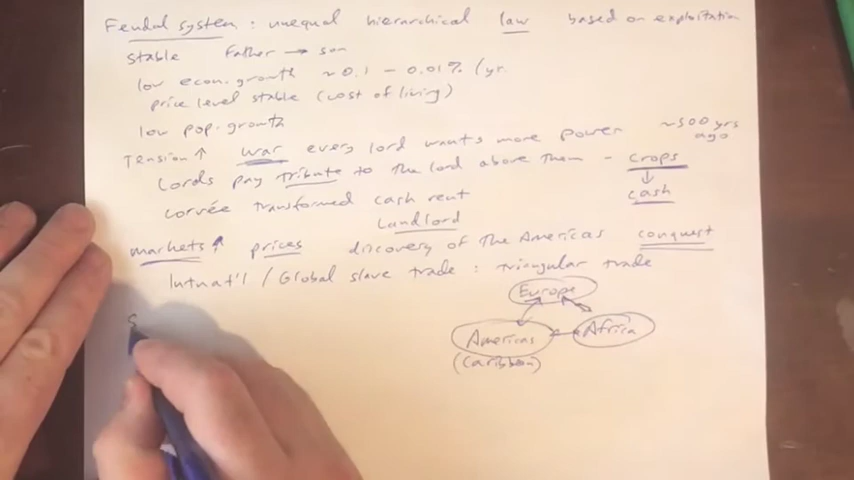 Feudal system : unequal hierarchical law based on exploitation
stable Father → son
low econ. growth ~0.1 - 0.01% / yr.
price level stable (cost of living)
low pop. growth
Tension ↑ war every lord wants more power ~500 yrs ago
Lords pay tribute to the lord above them - crops
↓
corvée transformed cash rent cash
Landlord
markets ↑ prices discovery of the Americas conquest
Intnat'l / Global slave trade : triangular trade
Europe
Americas Africa
(Caribbean)
S